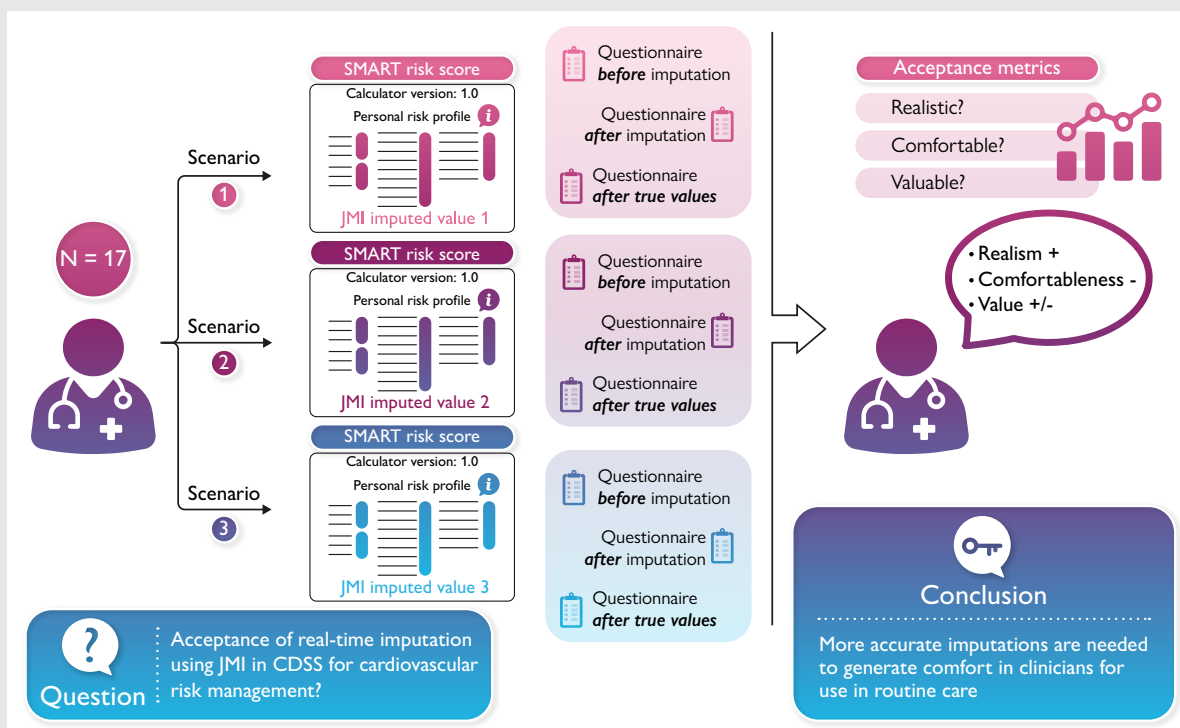 N = 17
Scenario
1
Scenario
2
Scenario
3
SMART risk score
Calculator version: 1.0
Personal risk profile i
JMI imputed value 1
Questionnaire
before imputation
Questionnaire
after imputation
Questionnaire
after true values
SMART risk score
Calculator version: 1.0
Personal risk profile i
JMI imputed value 2
Questionnaire
before imputation
Questionnaire
after imputation
Questionnaire
after true values
SMART risk score
Calculator version: 1.0
Personal risk profile i
JMI imputed value 3
Questionnaire
before imputation
Questionnaire
after imputation
Questionnaire
after true values
Acceptance metrics
Realistic?
Comfortable?
Valuable?
• Realism +
• Comfortableness -
• Value +/-
?
Question
Acceptance of real-time imputation
using JMI in CDSS for cardiovascular
risk management?
Conclusion
More accurate imputations are needed
to generate comfort in clinicians for
use in routine care